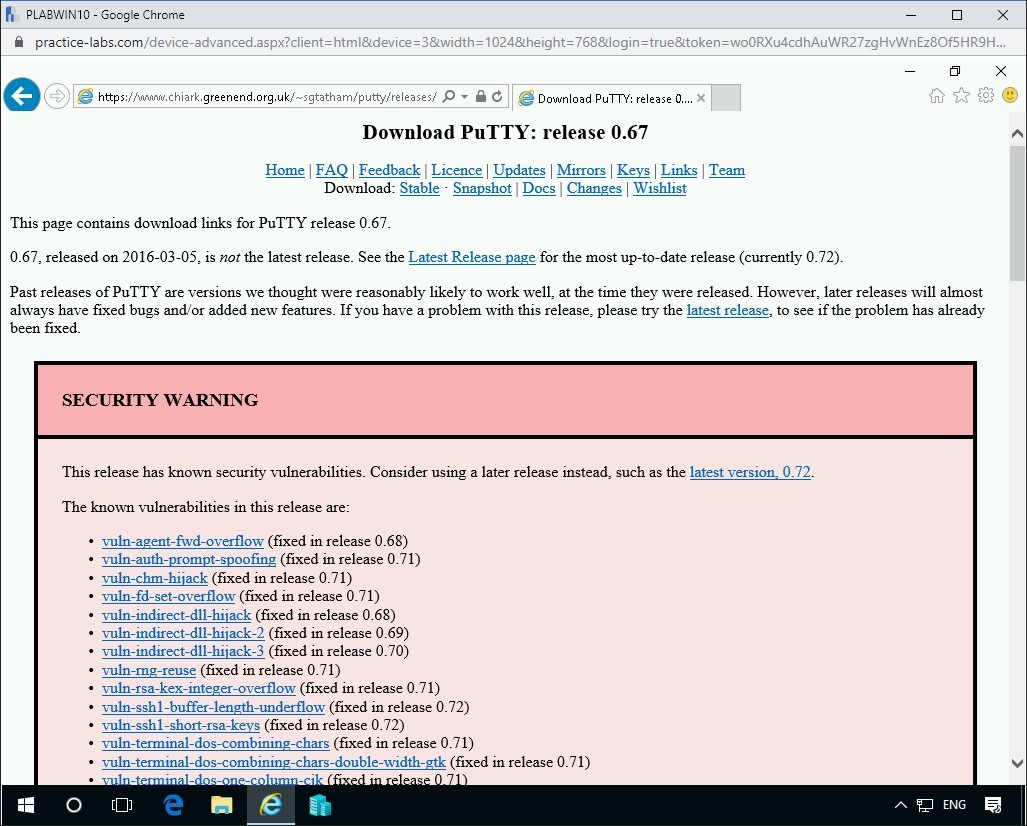 PLABWIN10 - Google Chrome
practice-labs.com/device-advanced.aspx?client=html&device=3&width=1024&height=768&login=true&token=wo0RXu4cdhAuWR27zgHvWnEz8Of5HR9H...
https://www.chiark.greenend.org.uk/~sgtatham/putty/releases/
Download PuTTY: release 0....
Download PuTTY: release 0.67
Home | FAQ | Feedback | Licence | Updates | Mirrors | Keys | Links | Team
Download: Stable · Snapshot | Docs | Changes | Wishlist
This page contains download links for PuTTY release 0.67.
0.67, released on 2016-03-05, is not the latest release. See the Latest Release page for the most up-to-date release (currently 0.72).
Past releases of PuTTY are versions we thought were reasonably likely to work well, at the time they were released. However, later releases will almost
always have fixed bugs and/or added new features. If you have a problem with this release, please try the latest release, to see if the problem has already
been fixed.
SECURITY WARNING
This release has known security vulnerabilities. Consider using a later release instead, such as the latest version, 0.72.
The known vulnerabilities in this release are:
• vuln-agent-fwd-overflow (fixed in release 0.68)
• vuln-auth-prompt-spoofing (fixed in release 0.71)
• vuln-chm-hijack (fixed in release 0.71)
• vuln-fd-set-overflow (fixed in release 0.71)
• vuln-indirect-dll-hijack (fixed in release 0.68)
• vuln-indirect-dll-hijack-2 (fixed in release 0.69)
• vuln-indirect-dll-hijack-3 (fixed in release 0.70)
• vuln-rng-reuse (fixed in release 0.71)
• vuln-rsa-kex-integer-overflow (fixed in release 0.71)
• vuln-ssh1-buffer-length-underflow (fixed in release 0.72)
• vuln-ssh1-short-rsa-keys (fixed in release 0.72)
• vuln-terminal-dos-combining-chars (fixed in release 0.71)
• vuln-terminal-dos-combining-chars-double-width-gtk (fixed in release 0.71)
• vuln-terminal-dos-one-column-cjk (fixed in release 0.71)
ENG